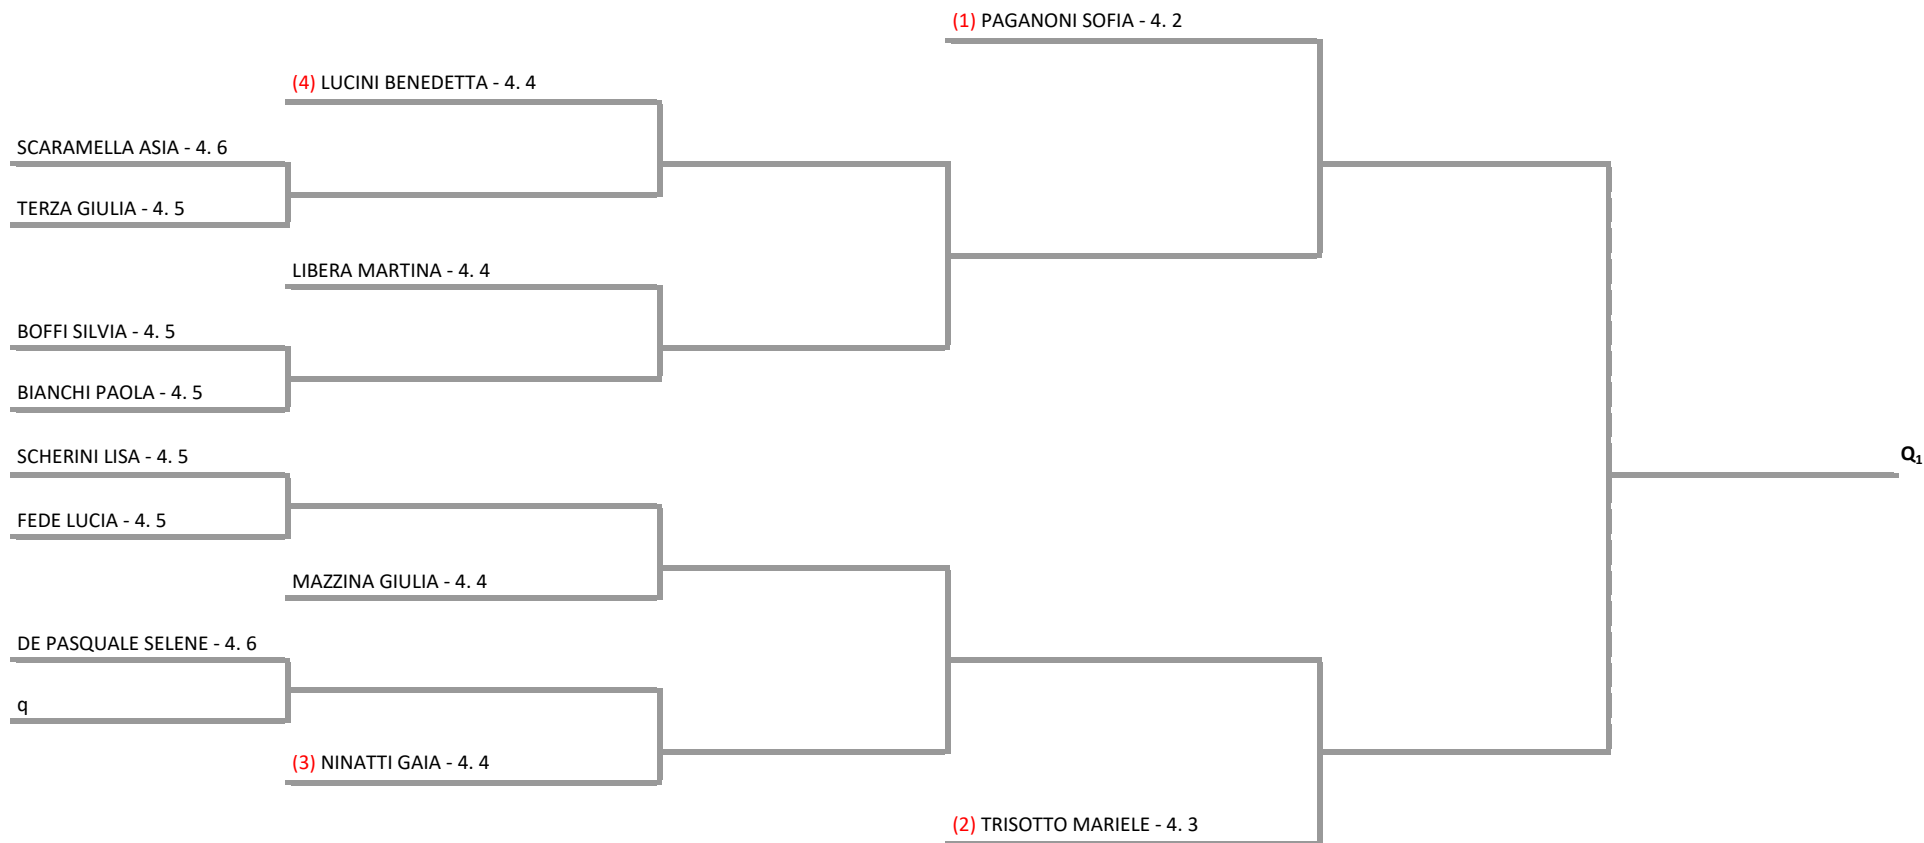 (1) PAGANONI SOFIA - 4. 2
(4) LUCINI BENEDETTA - 4. 4
SCARAMELLA ASIA - 4. 6
TERZA GIULIA - 4. 5
LIBERA MARTINA - 4. 4
BOFFI SILVIA - 4. 5
BIANCHI PAOLA - 4. 5
SCHERINI LISA - 4. 5
Q₁
FEDE LUCIA - 4. 5
MAZZINA GIULIA - 4. 4
DE PASQUALE SELENE - 4. 6
q
(3) NINATTI GAIA - 4. 4
(2) TRISOTTO MARIELE - 4. 3